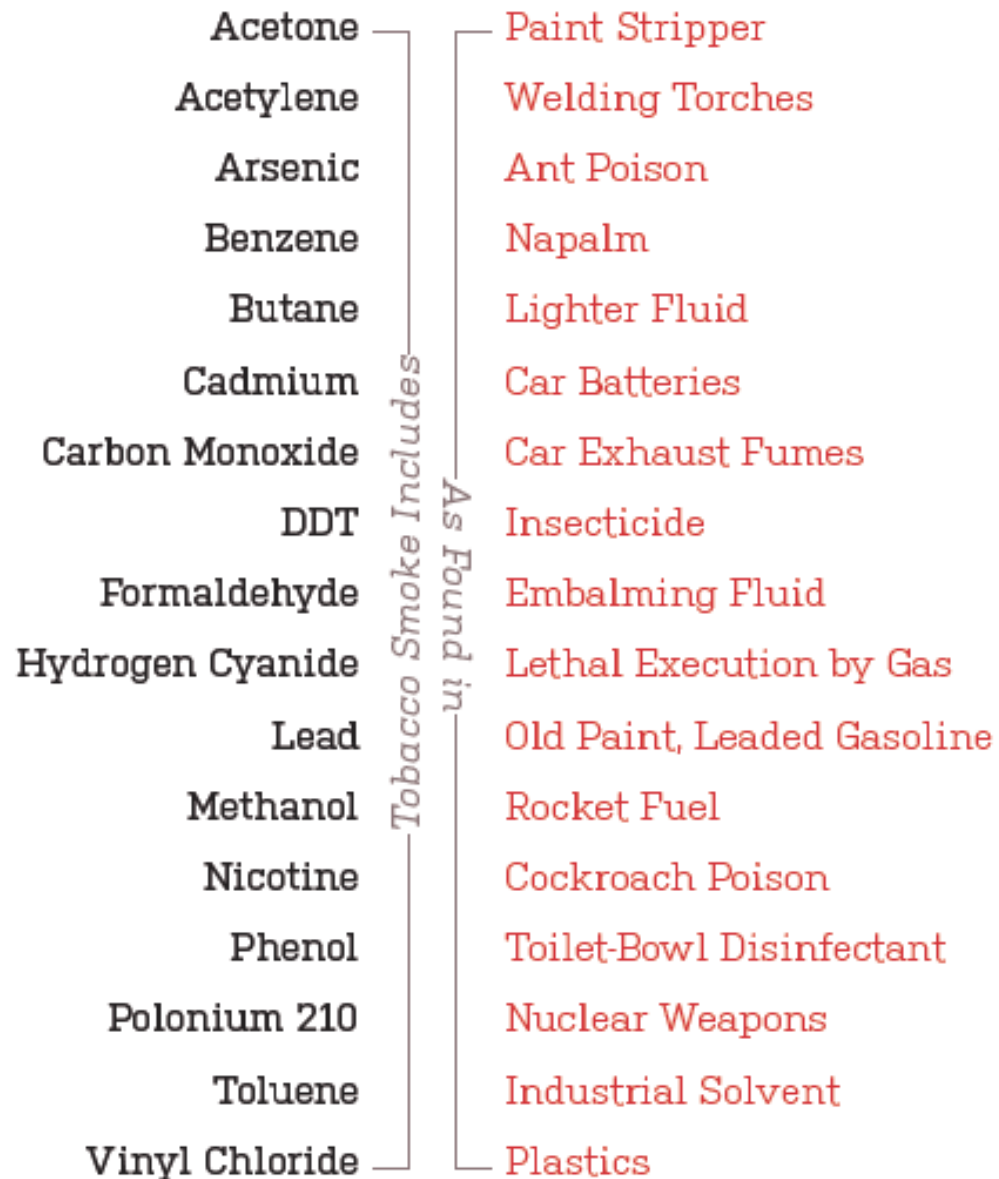 Acetone Paint Stripper
Acetylene Welding Torches
Arsenic Ant Poison
Benzene Napalm
Butane Lighter Fluid
Cadmium Car Batteries
Carbon Monoxide Car Exhaust Fumes
DDT Insecticide
Formaldehyde Embalming Fluid
Hydrogen Cyanide Lethal Execution by Gas
Lead Old Paint, Leaded Gasoline
Methanol Rocket Fuel
Nicotine Cockroach Poison
Phenol Toilet-Bowl Disinfectant
Polonium 210 Nuclear Weapons
Toluene Industrial Solvent
Vinyl Chloride Plastics
Tobacco Smoke Includes
As Found in